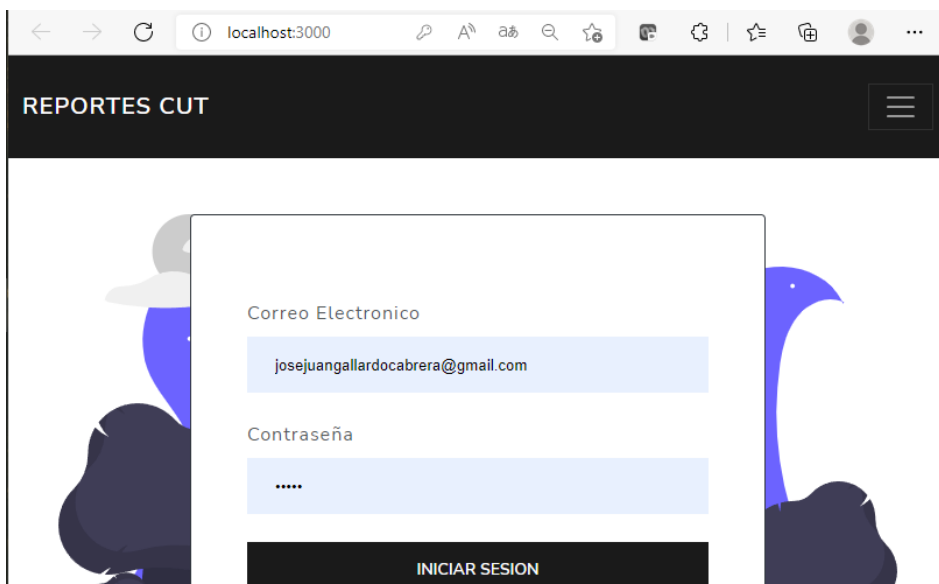 localhost:3000
REPORTES CUT
Correo Electronico
josejuangallardocabrera@gmail.com
Contraseña
•••••
INICIAR SESION